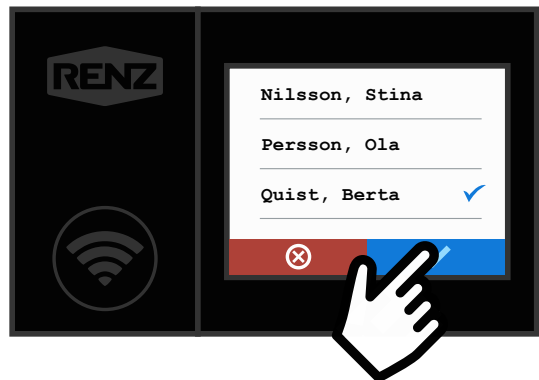 RENZ
Nilsson, Stina
Persson, Ola
Quist, Berta